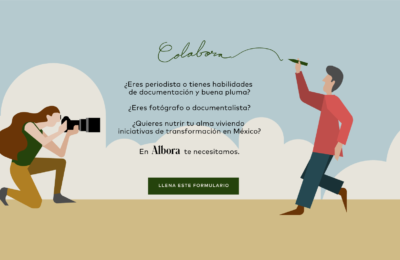 Colabora
¿Eres periodista o tienes habilidades
de documentación y buena pluma?
¿Eres fotógrafo o documentalista?
¿Quieres nutrir tu alma viviendo
iniciativas de transformación en México?
En Albora te necesitamos.
LLENA ESTE FORMULARIO